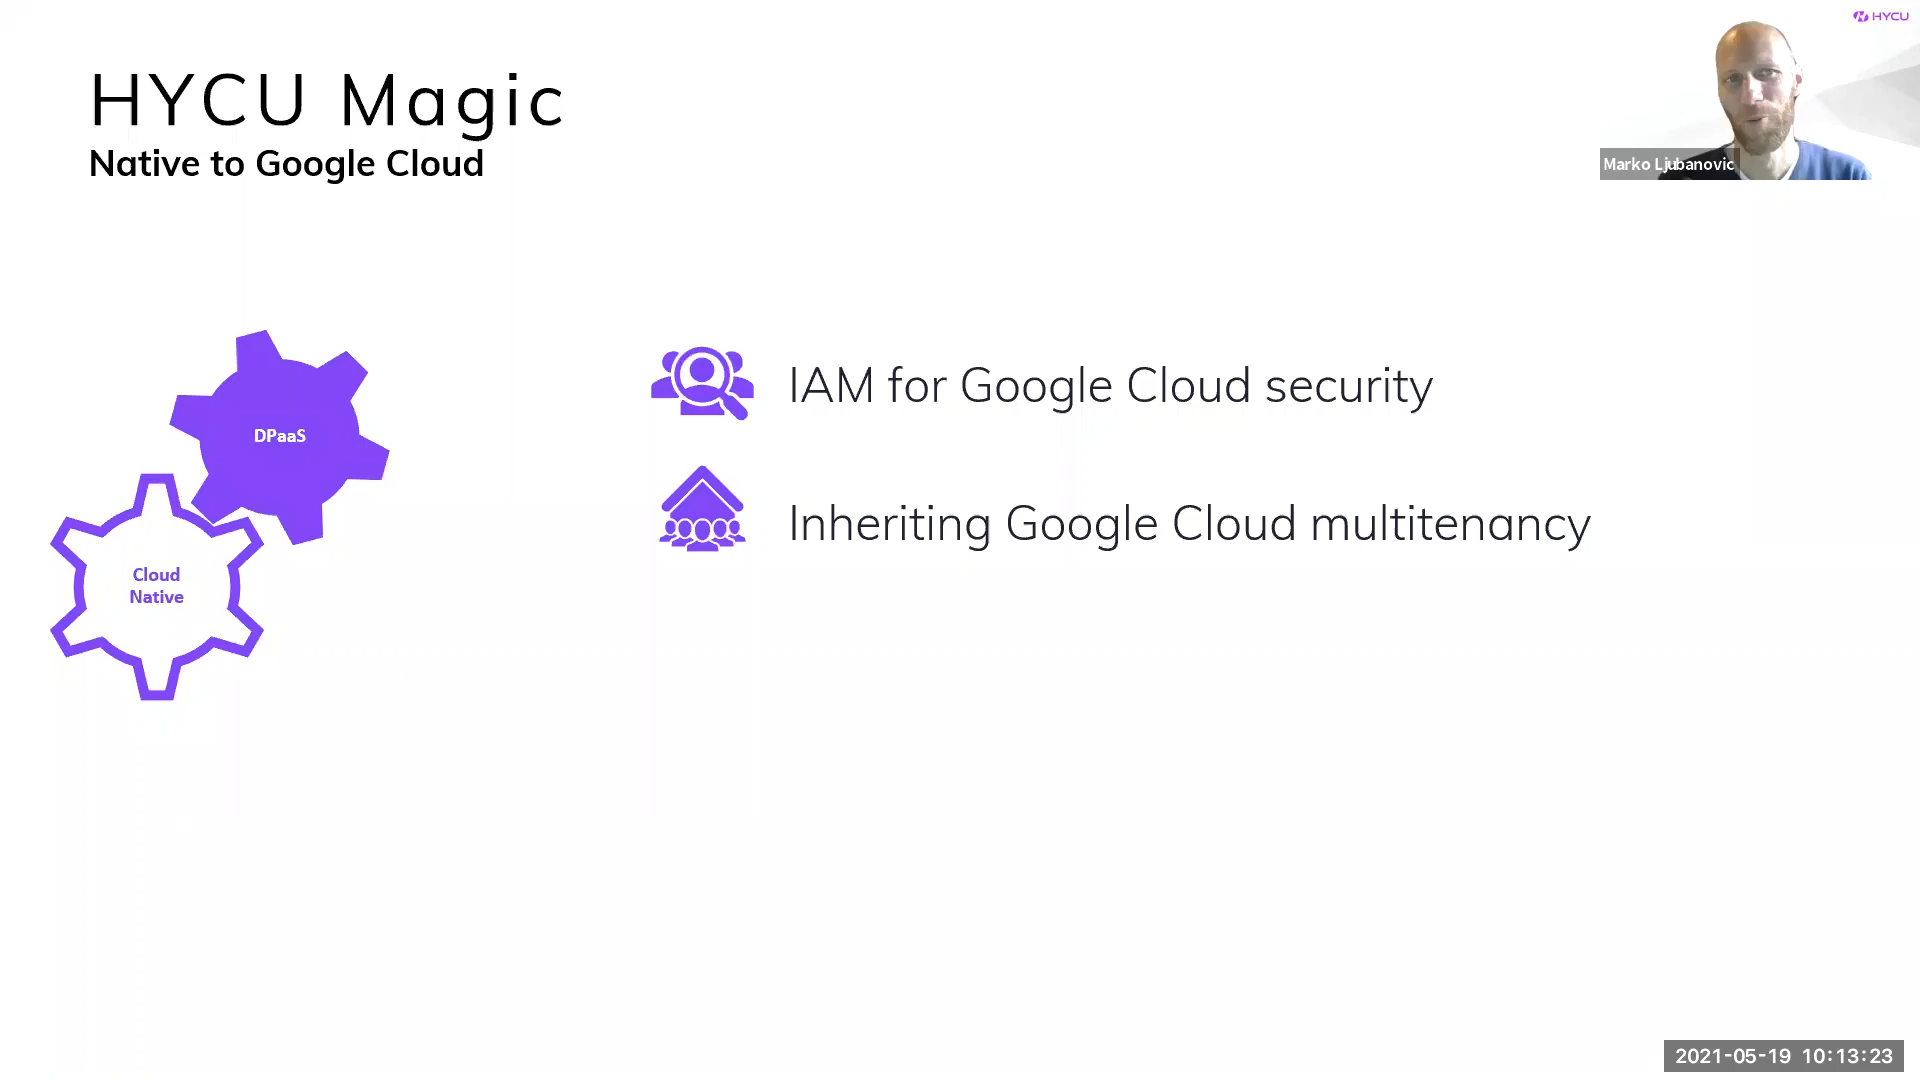 HYCU
HYCU Magic
Native to Google Cloud
Marko Ljubanovic
DPaaS
IAM for Google Cloud security
Inheriting Google Cloud multitenancy
Cloud
Native
2021-05-19 10:13:23